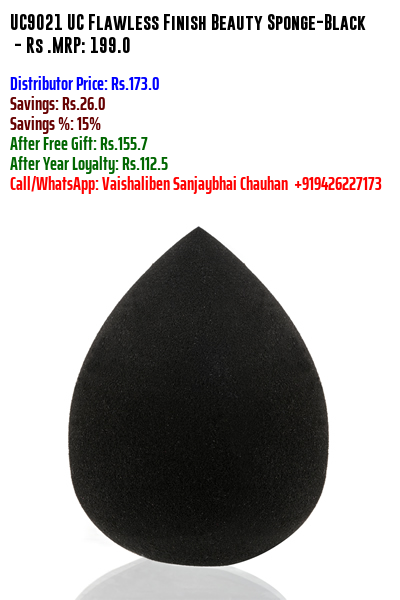 UC9021 UC Flawless Finish Beauty Sponge-Black
- Rs .MRP: 199.0
Distributor Price: Rs.173.0
Savings: Rs.26.0
Savings %: 15%
After Free Gift: Rs.155.7
After Year Loyalty: Rs.112.5
Call/WhatsApp: Vaishaliben Sanjaybhai Chauhan +919426227173